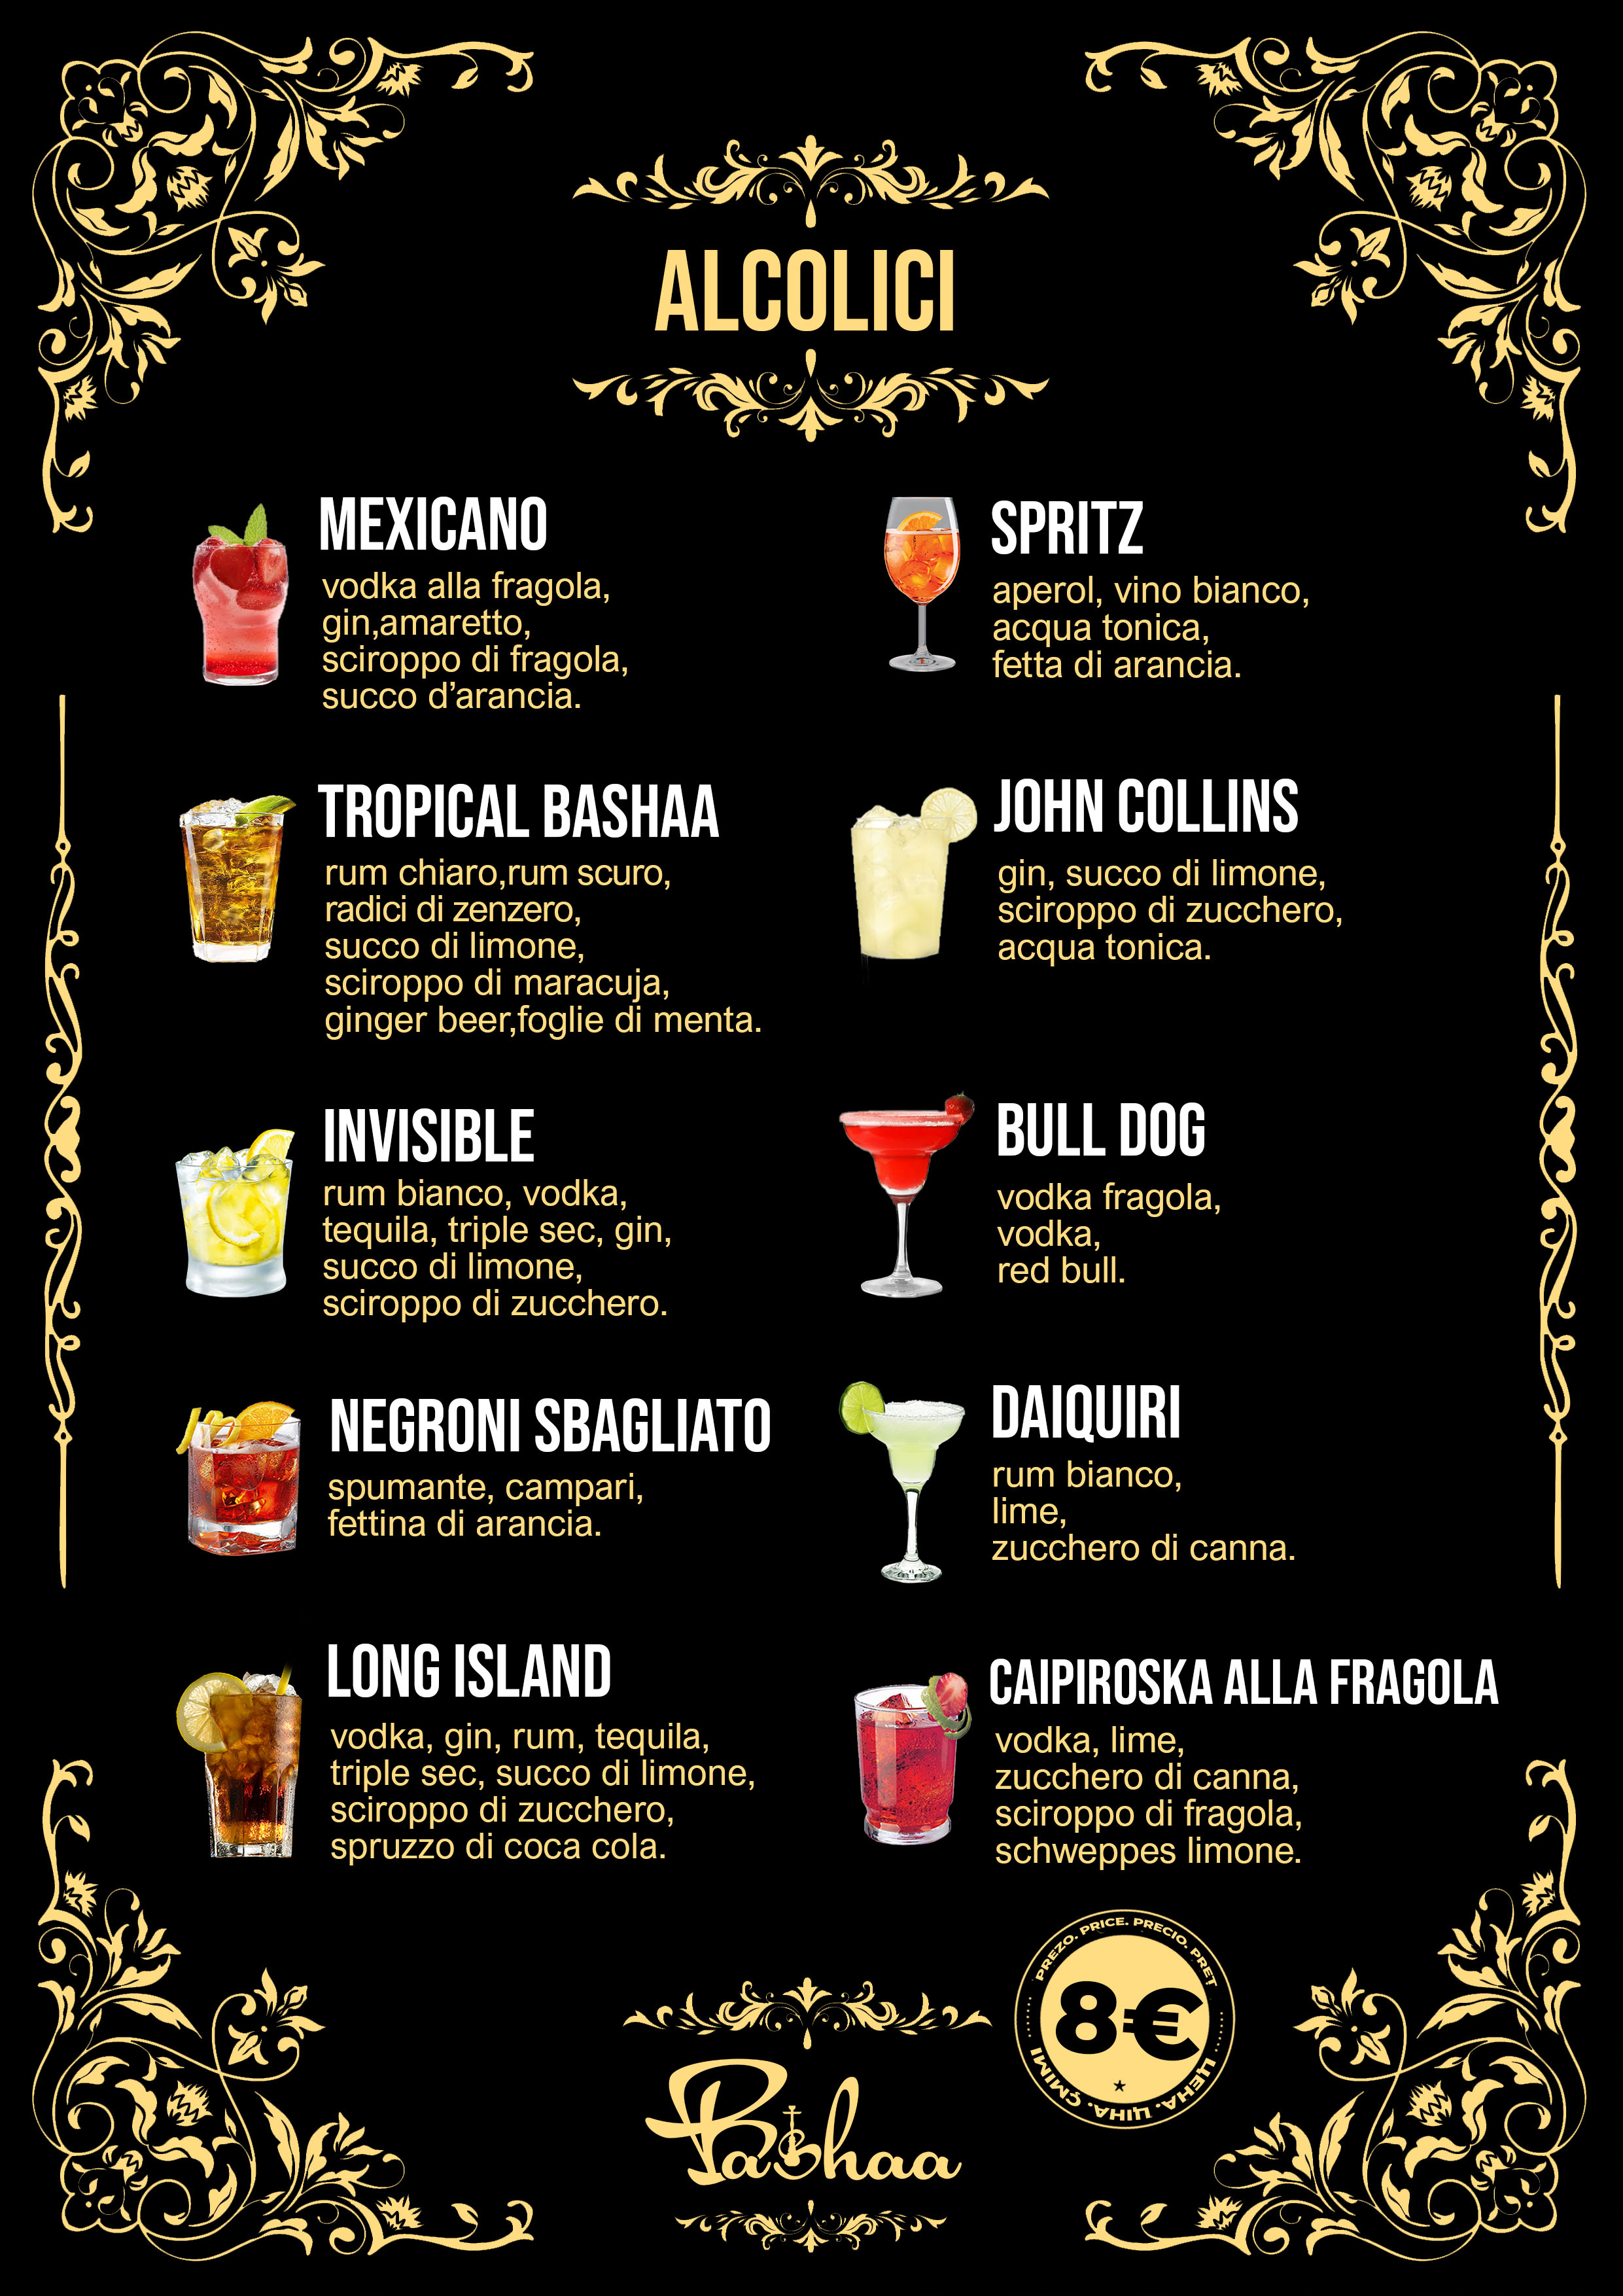 ALCOLICI
MEXICANO
vodka alla fragola,
gin,amaretto,
sciroppo di fragola,
succo d’arancia.
SPRITZ
aperol, vino bianco,
acqua tonica,
fetta di arancia.
TROPICAL BASHAA
rum chiaro,rum scuro,
radici di zenzero,
succo di limone,
sciroppo di maracuja,
ginger beer,foglie di menta.
JOHN COLLINS
gin, succo di limone,
sciroppo di zucchero,
acqua tonica.
INVISIBLE
rum bianco, vodka,
tequila, triple sec, gin,
succo di limone,
sciroppo di zucchero.
BULL DOG
vodka fragola,
vodka,
red bull.
NEGRONI SBAGLIATO
spumante, campari,
fettina di arancia.
DAIQUIRI
rum bianco,
lime,
zucchero di canna.
LONG ISLAND
vodka, gin, rum, tequila,
triple sec, succo di limone,
sciroppo di zucchero,
spruzzo di coca cola.
CAIPIROSKA ALLA FRAGOLA
vodka, lime,
zucchero di canna,
sciroppo di fragola,
schweppes limone.
PREZO. PRICE. PRECIO. PREȚ
8€
ЦЕНА. ЦІНА. ÇMIMI
Bashaa